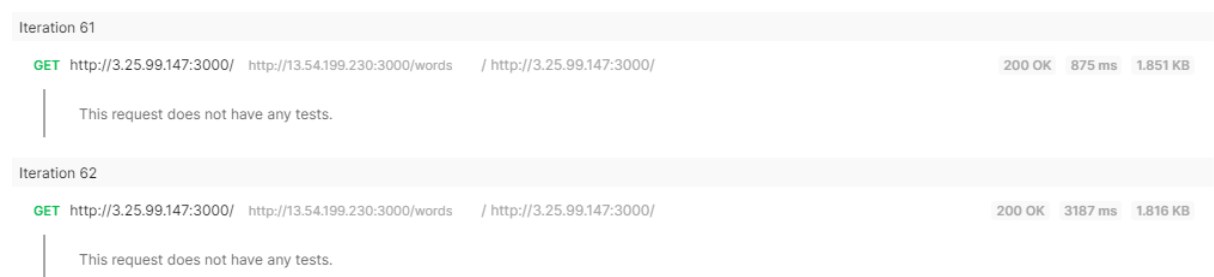 Iteration 61
GET http://3.25.99.147:3000/ http://13.54.199.230:3000/words / http://3.25.99.147:3000/ 200 OK 875 ms 1.851 KB
This request does not have any tests.
Iteration 62
GET http://3.25.99.147:3000/ http://13.54.199.230:3000/words / http://3.25.99.147:3000/ 200 OK 3187 ms 1.816 KB
This request does not have any tests.